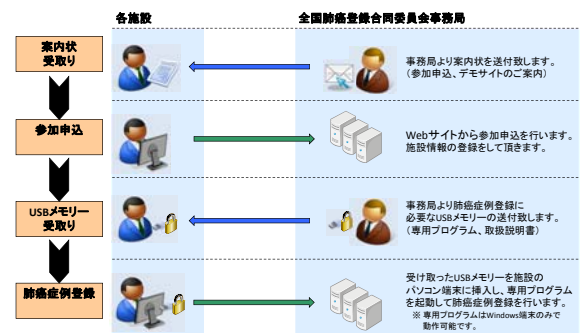 各施設
全国肺癌登録合同委員会事務局
案内状
受取り
事務局より案内状を送付致します。
(参加申込、デモサイトのご案内)
参加申込
Webサイトから参加申込を行います。
施設情報の登録をして頂きます。
USBメモリー
受取り
事務局より肺癌症例登録に
必要なUSBメモリーの送付致します。
(専用プログラム、取扱説明書)
肺癌症例登録
受け取ったUSBメモリーを施設の
パソコン端末に挿入し、専用プログラム
を起動して肺癌症例登録を行います。
※ 専用プログラムはWindows端末のみで
動作可能です。